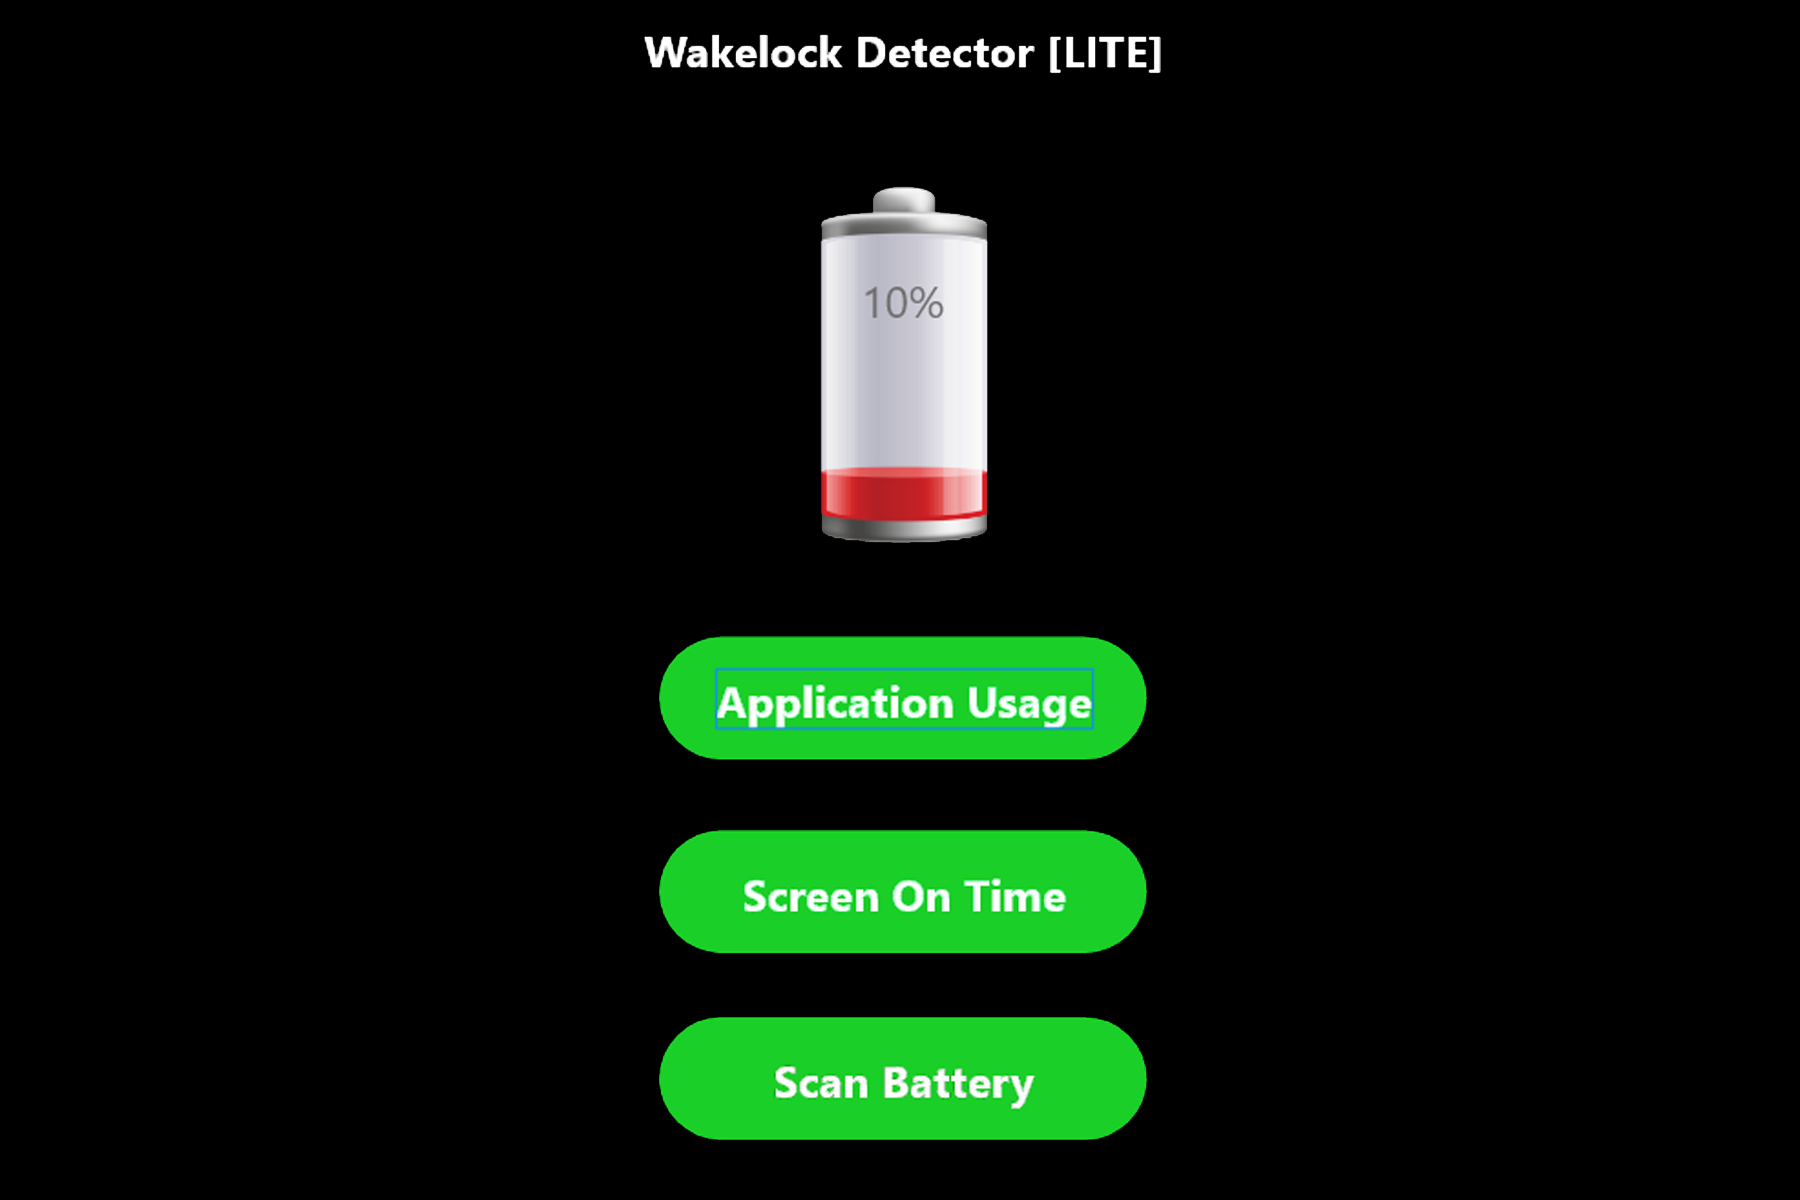 Wakelock Detector [LITE]
10%
Application Usage
Screen On Time
Scan Battery